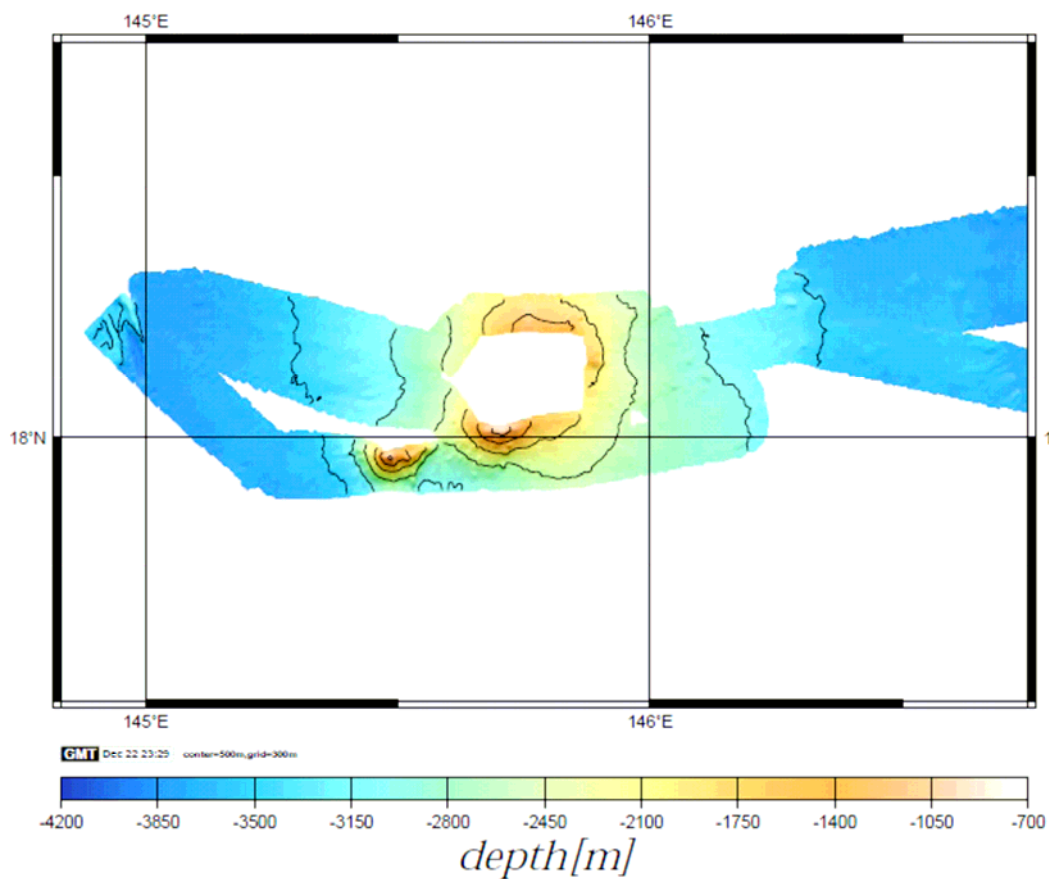 145°E 146°E
18°N 1
145°E 146°E
GMT Dec 22 23:29 conter=500m,grid=300m
-4200 -3850 -3500 -3150 -2800 -2450 -2100 -1750 -1400 -1050 -700
depth[m]